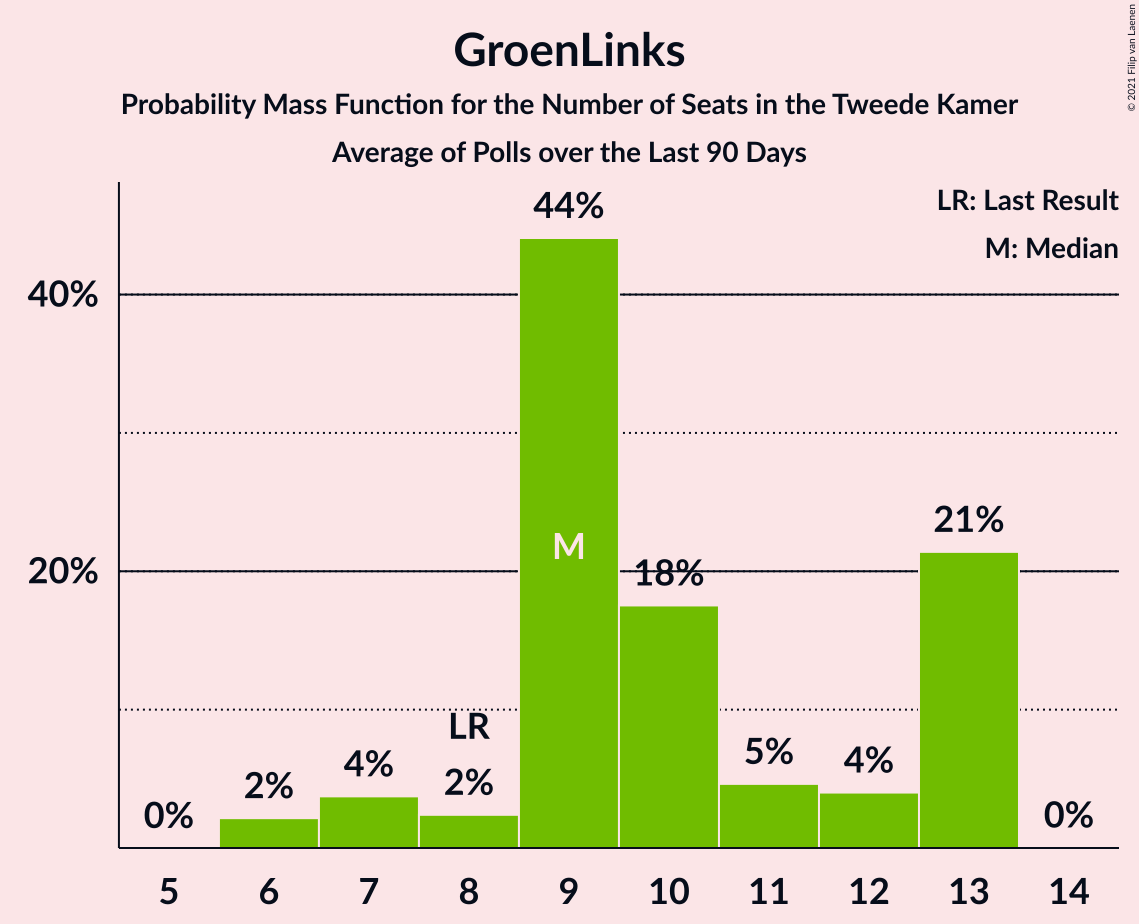 GroenLinks
Probability Mass Function for the Number of Seats in the Tweede Kamer
Average of Polls over the Last 90 Days
© 2021 Filip van Laenen
LR: Last Result
M: Median
44%
40%
M
21%
20%
18%
LR
5%
4%
4%
2%
2%
0%
0%
5 6 7 8 9 10 11 12 13 14